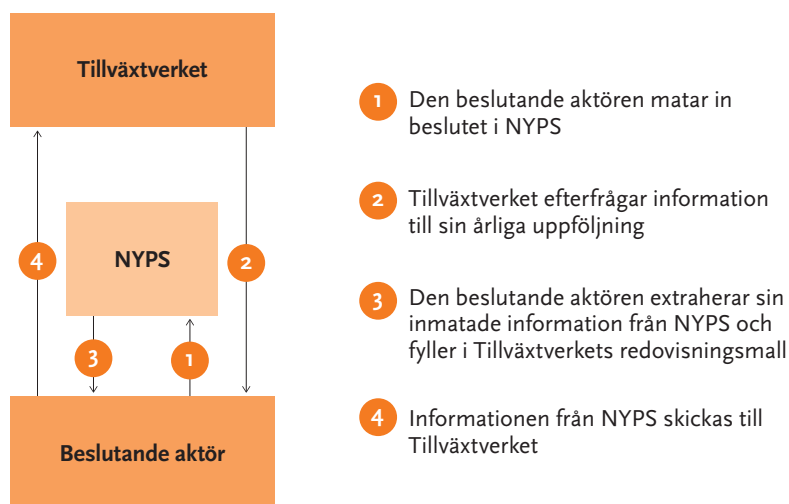 Tillväxtverket
4
NYPS
2
3
1
Beslutande aktör
1 Den beslutande aktören matar in
beslutet i NYPS
2 Tillväxtverket efterfrågar information
till sin årliga uppföljning
3 Den beslutande aktören extraherar sin
inmatade information från NYPS och
fyller i Tillväxtverkets redovisningsmall
4 Informationen från NYPS skickas till
Tillväxtverket